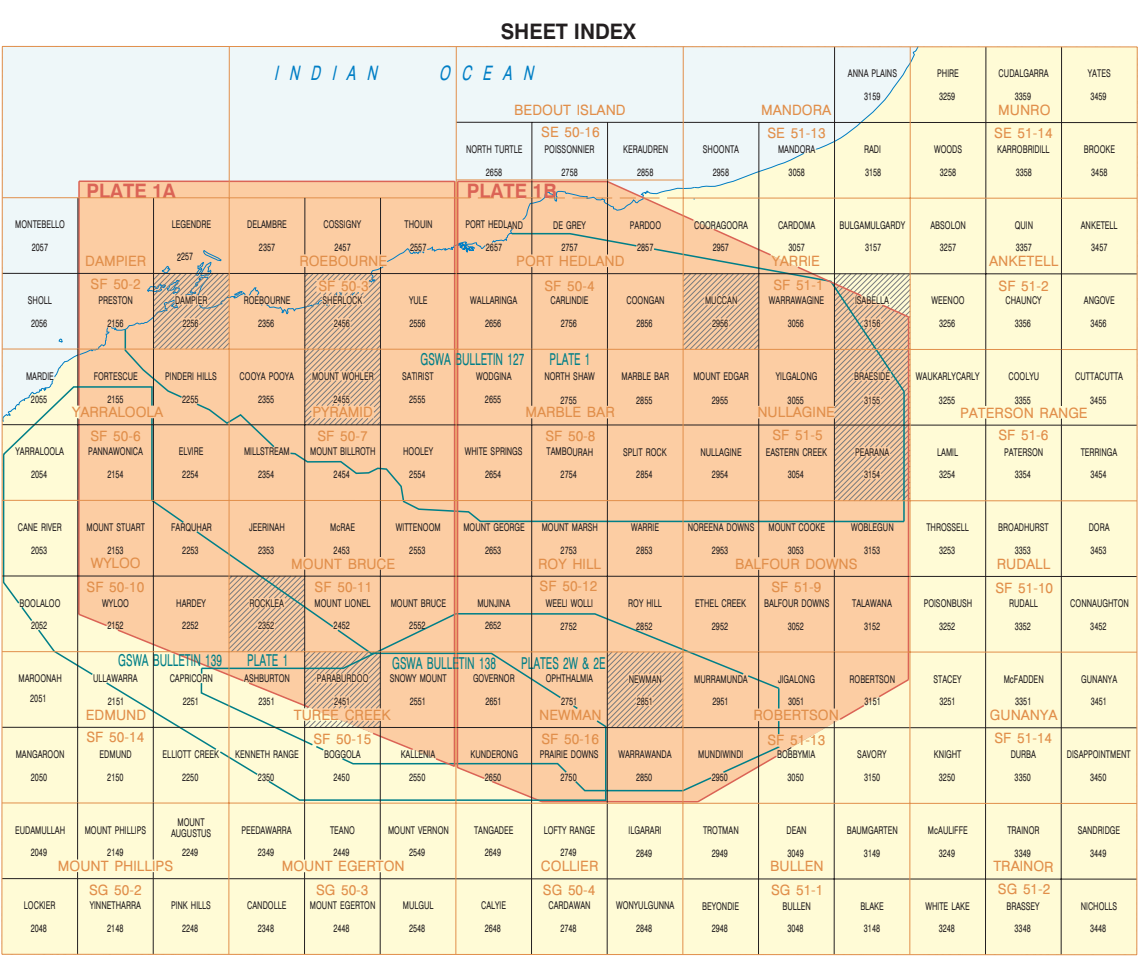 SHEET INDEX
INDIAN OCEAN
ANNA PLAINS PHIRE CUDALGARRA YATES
3159 3259 3359 3459
BEDOUT ISLAND MANDORA MUNRO
SE 50-16 SE 51-13 SE 51-14
NORTH TURTLE POISSONNIER KERAUDREN SHOONTA MANDORA RADI WOODS KARROBRIDILL BROOKE
2658 2758 2858 2958 3058 3158 3258 3358 3458
PLATE 1A PLATE 1B
MONTEBELLO LEGENDRE DELAMBRE COSSIGNY THOUIN PORT HEDLAND DE GREY PARDOO COORAGOORA CARDOMA BULGAMULGARDY ABSOLON QUIN ANKETELL
2057 2257 2357 2457 2557 2657 2757 2857 2957 3057 3157 3257 3357 3457
DAMPIER ROEBOURNE PORT HEDLAND YARRIE ANKETELL
SF 50-2 SF 50-3 SF 50-4 SF 51-1 SF 51-2
SHOLL PRESTON DAMPIER ROEBOURNE SHERLOCK YULE WALLARINGA CARLINDIE COONGAN MUCCAN WARRAWAGINE ISABELLA WEENOO CHAUNCY ANGOVE
2056 2156 2256 2356 2456 2556 2656 2756 2856 2956 3056 3156 3256 3356 3456
GSWA BULLETIN 127 PLATE 1
MARDIE FORTESCUE PINDERI HILLS COOYA POOYA MOUNT WOHLER SATIRIST WODGINA NORTH SHAW MARBLE BAR MOUNT EDGAR YILGALONG BRAESIDE WAUKARLYCARLY COOLYU CUTTACUTTA
2055 2155 2255 2355 2455 2555 2655 2755 2855 2955 3055 3155 3255 3355 3455
YARRALOOLA PYRAMID MARBLE BAR NULLAGINE PATERSON RANGE
SF 50-6 SF 50-7 SF 50-8 SF 51-5 SF 51-6
YARRALOOLA PANNAWONICA ELVIRE MILLSTREAM MOUNT BILLROTH HOOLEY WHITE SPRINGS TAMBOURAH SPLIT ROCK NULLAGINE EASTERN CREEK PEARANA LAMIL PATERSON TERRINGA
2054 2154 2254 2354 2454 2554 2654 2754 2854 2954 3054 3154 3254 3354 3454
CANE RIVER MOUNT STUART FARQUHAR JEERINAH McRAE WITTENOOM MOUNT GEORGE MOUNT MARSH WARRIE NOREENA DOWNS MOUNT COOKE WOBLEGUN THROSSELL BROADHURST DORA
2053 2153 2253 2353 2453 2553 2653 2753 2853 2953 3053 3153 3253 3353 3453
WYLOO MOUNT BRUCE ROY HILL BALFOUR DOWNS RUDALL
SF 50-10 SF 50-11 SF 50-12 SF 51-9 SF 51-10
BOOLALOO WYLOO HARDEY ROCKLEA MOUNT LIONEL MOUNT BRUCE MUNJINA WEELI WOLLI ROY HILL ETHEL CREEK BALFOUR DOWNS TALAWANA POISONBUSH RUDALL CONNAUGHTON
2052 2152 2252 2352 2452 2552 2652 2752 2852 2952 3052 3152 3252 3352 3452
GSWA BULLETIN 139 PLATE 1 GSWA BULLETIN 138 PLATES 2W & 2E
MAROONAH ULLAWARRA CAPRICORN ASHBURTON PARABURDOO SNOWY MOUNT GOVERNOR OPHTHALMIA NEWMAN MURRAMUNDA JIGALONG ROBERTSON STACEY McFADDEN GUNANYA
2051 2151 2251 2351 2451 2551 2651 2751 2851 2951 3051 3151 3251 3351 3451
EDMUND TUREE CREEK NEWMAN ROBERTSON GUNANYA
SF 50-14 SF 50-15 SF 50-16 SF 51-13 SF 51-14
MANGAROON EDMUND ELLIOTT CREEK KENNETH RANGE BOGGOLA KALLENIA KUNDERONG PRAIRIE DOWNS WARRAWANDA MUNDIWINDI BOBBYMIA SAVORY KNIGHT DURBA DISAPPOINTMENT
2050 2150 2250 2350 2450 2550 2650 2750 2850 2950 3050 3150 3250 3350 3450
EUDAMULLAH MOUNT PHILLIPS MOUNT AUGUSTUS PEEDAWARRA TEANO MOUNT VERNON TANGADEE LOFTY RANGE ILGARARI TROTMAN DEAN BAUMGARTEN McAULIFFE TRAINOR SANDRIDGE
2049 2149 2249 2349 2449 2549 2649 2749 2849 2949 3049 3149 3249 3349 3449
MOUNT PHILLIPS MOUNT EGERTON COLLIER BULLEN TRAINOR
SG 50-2 SG 50-3 SG 50-4 SG 51-1 SG 51-2
LOCKIER YINNETHARRA PINK HILLS CANDOLLE MOUNT EGERTON MULGUL CALYIE CARDAWAN WONYULGUNNA BEYONDIE BULLEN BLAKE WHITE LAKE BRASSEY NICHOLLS
2048 2148 2248 2348 2448 2548 2648 2748 2848 2948 3048 3148 3248 3348 3448